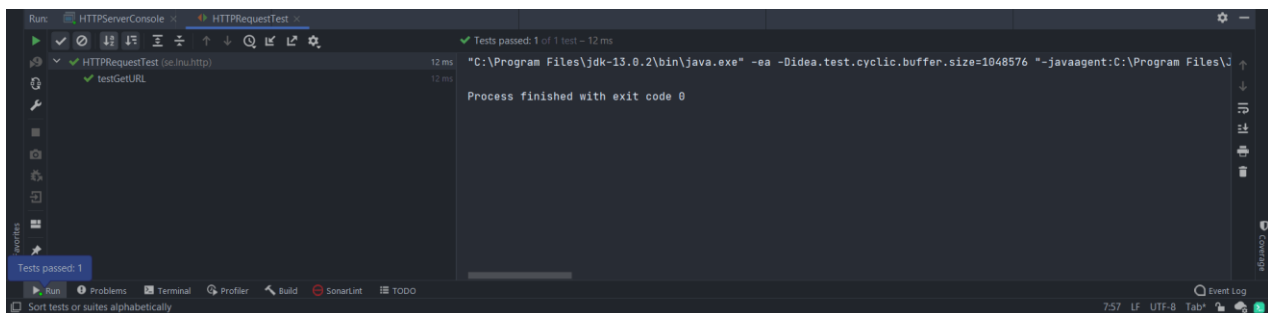 Run: HTTPServerConsole × HTTPRequestTest ×
Tests passed: 1 of 1 test – 12 ms
HTTPRequestTest (se.lnu.http) 12 ms
testGetURL 12 ms
"C:\Program Files\jdk-13.0.2\bin\java.exe" -ea -Didea.test.cyclic.buffer.size=1048576 "-javaagent:C:\Program Files\J
Process finished with exit code 0
Favorites
Coverage
Tests passed: 1
Run Problems Terminal Profiler Build SonarLint TODO Event Log
Sort tests or suites alphabetically 7:57 LF UTF-8 Tab*